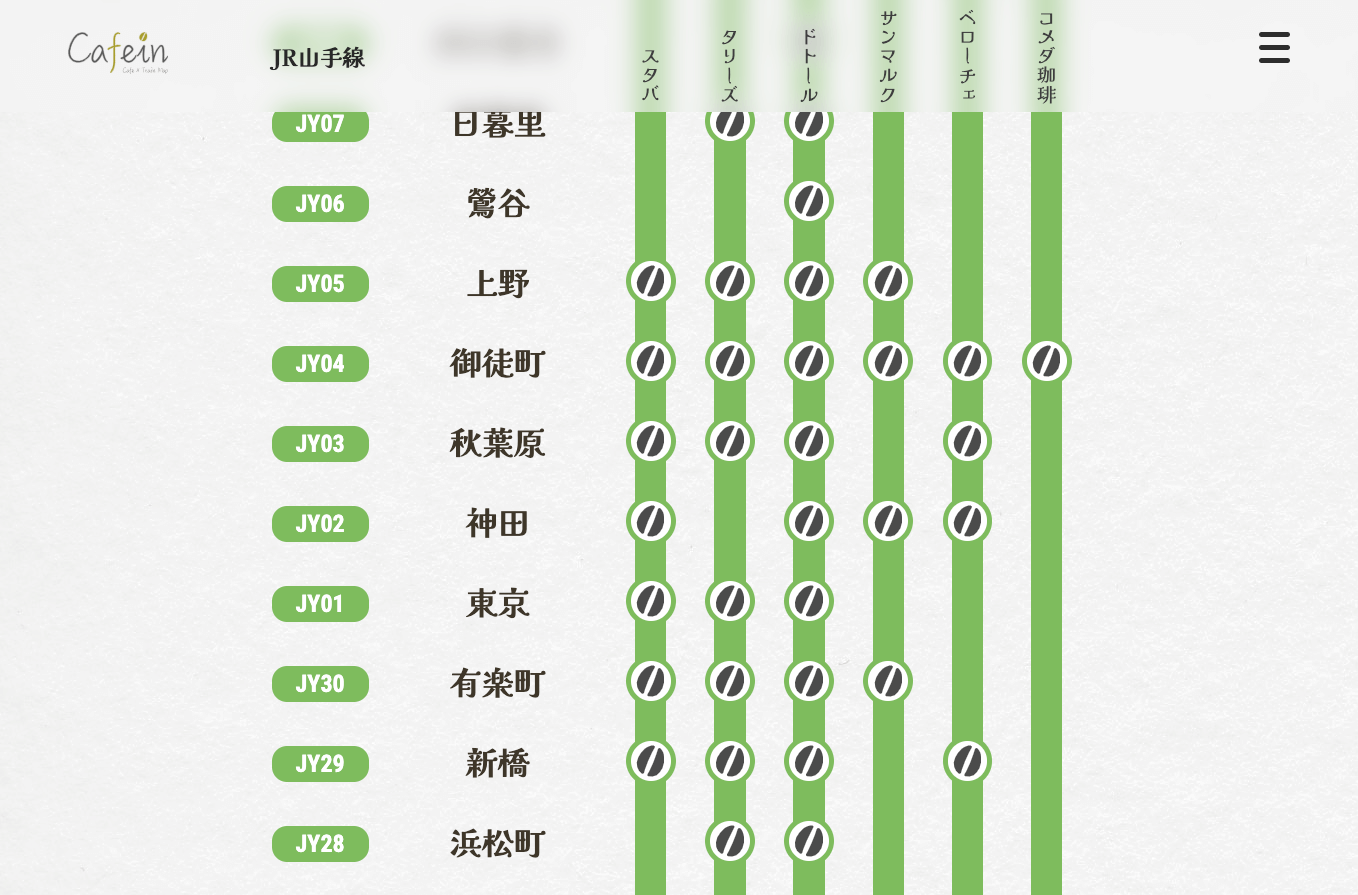 Cafein
Cafe × Train Map
JR山手線
スタバ
タリーズ
ドトール
サンマルク
ベローチェ
コメダ珈琲
JY07 日暮里
JY06 鶯谷
JY05 上野
JY04 御徒町
JY03 秋葉原
JY02 神田
JY01 東京
JY30 有楽町
JY29 新橋
JY28 浜松町